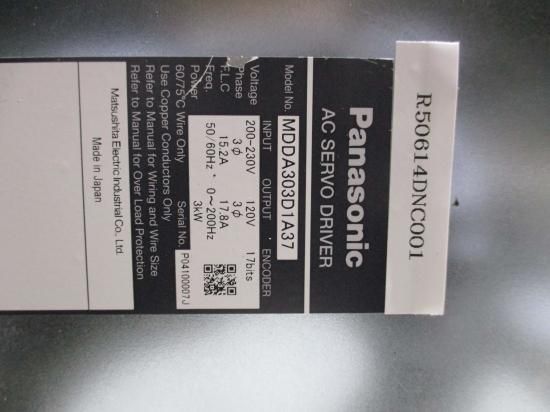 R50614DNC001
Panasonic
AC SERVO DRIVER
Model No. MDDA303D1A37
INPUT OUTPUT ENCODER
Voltage 200-230V 120V 17bits
Phase 3φ 3φ
F.L.C 15.2A 17.8A
Freq. 50/60Hz 0~200Hz
Power 3kW
60/75°C Wire Only
Serial No. P04100007J
Use Copper Conductors Only
Refer to Manual for Wiring and Wire Size
Refer to Manual for Over Load Protection
Matsushita Electric Industrial Co., Ltd.
Made in Japan